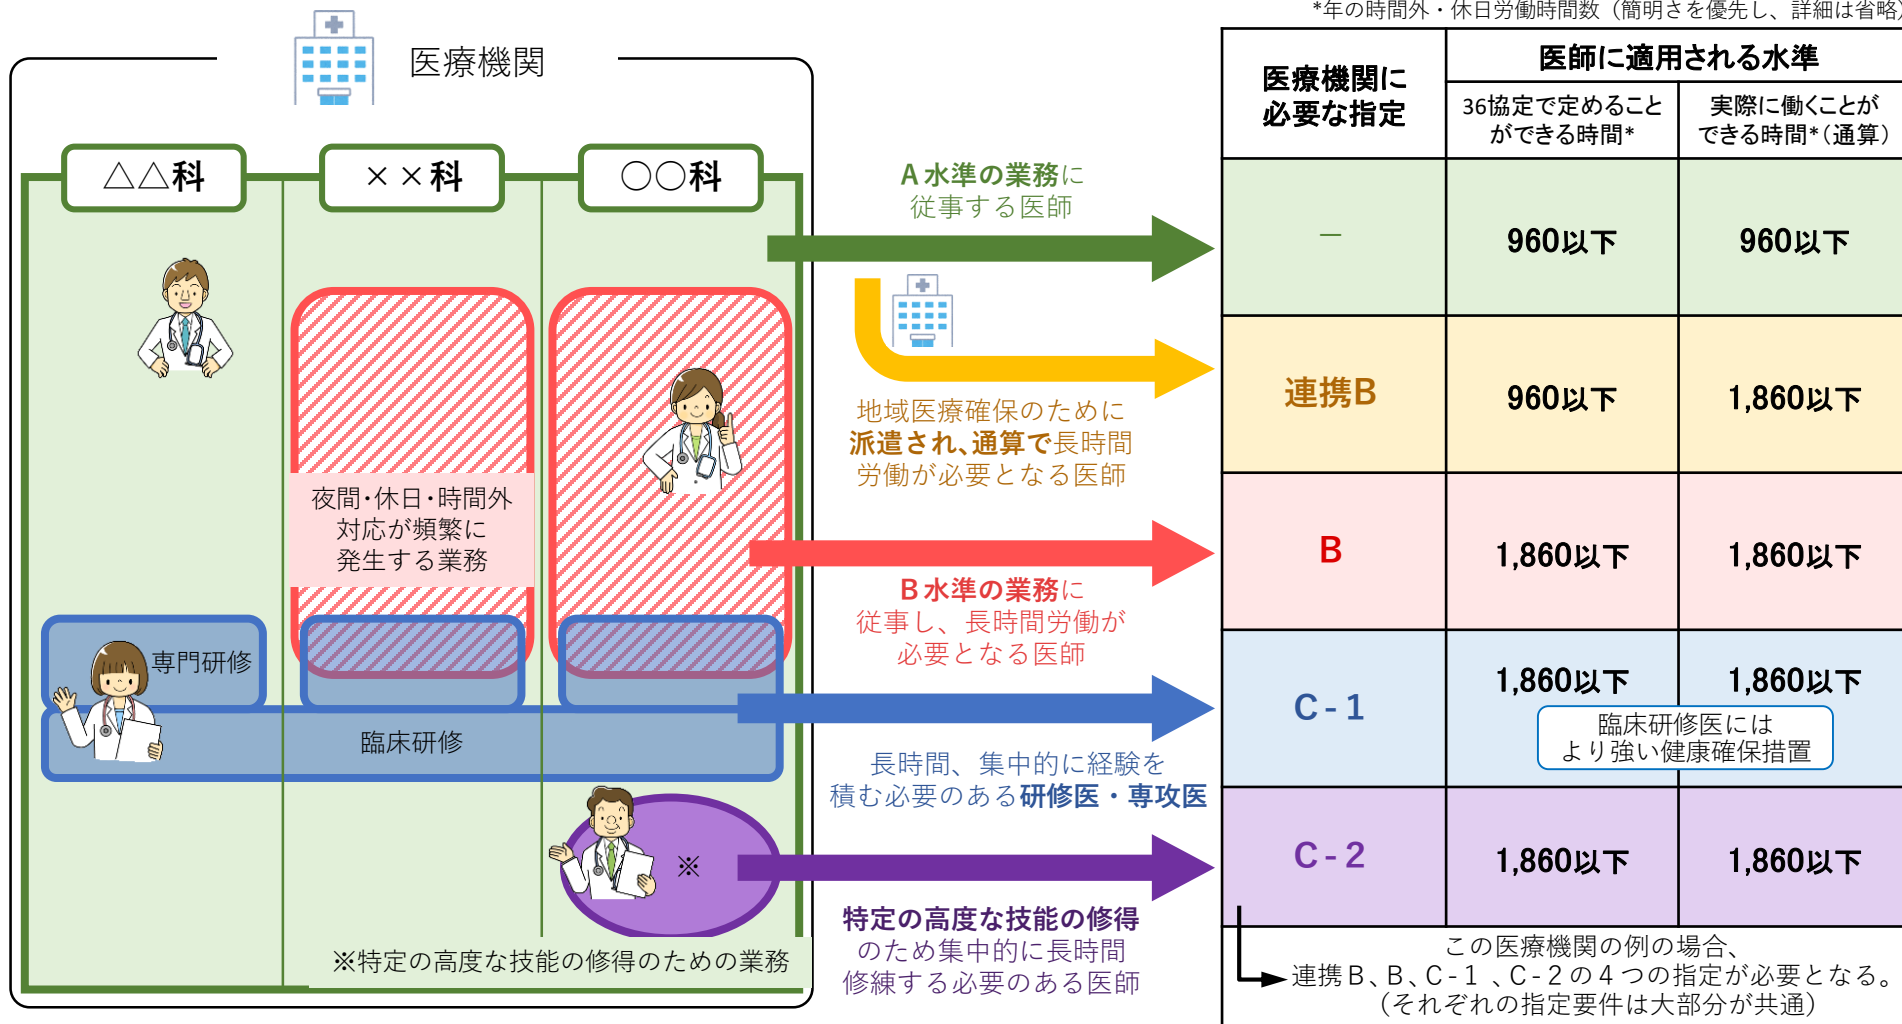 *年の時間外・休日労働時間数（簡明さを優先し、詳細は省略）
医療機関
△△科
××科
○○科
夜間・休日・時間外
対応が頻繁に
発生する業務
専門研修
臨床研修
※
※特定の高度な技能の修得のための業務
A水準の業務に
従事する医師
地域医療確保のために
派遣され、通算で長時間
労働が必要となる医師
B水準の業務に
従事し、長時間労働が
必要となる医師
長時間、集中的に経験を
積む必要のある研修医・専攻医
特定の高度な技能の修得
のため集中的に長時間
修練する必要のある医師
医療機関に
必要な指定
医師に適用される水準
36協定で定めること
ができる時間*
実際に働くことが
できる時間*（通算）
－
960以下
960以下
連携B
960以下
1,860以下
B
1,860以下
1,860以下
C-1
1,860以下
1,860以下
臨床研修医には
より強い健康確保措置
C-2
1,860以下
1,860以下
この医療機関の例の場合、
連携B、B、C-1、C-2の4つの指定が必要となる。
（それぞれの指定要件は大部分が共通）